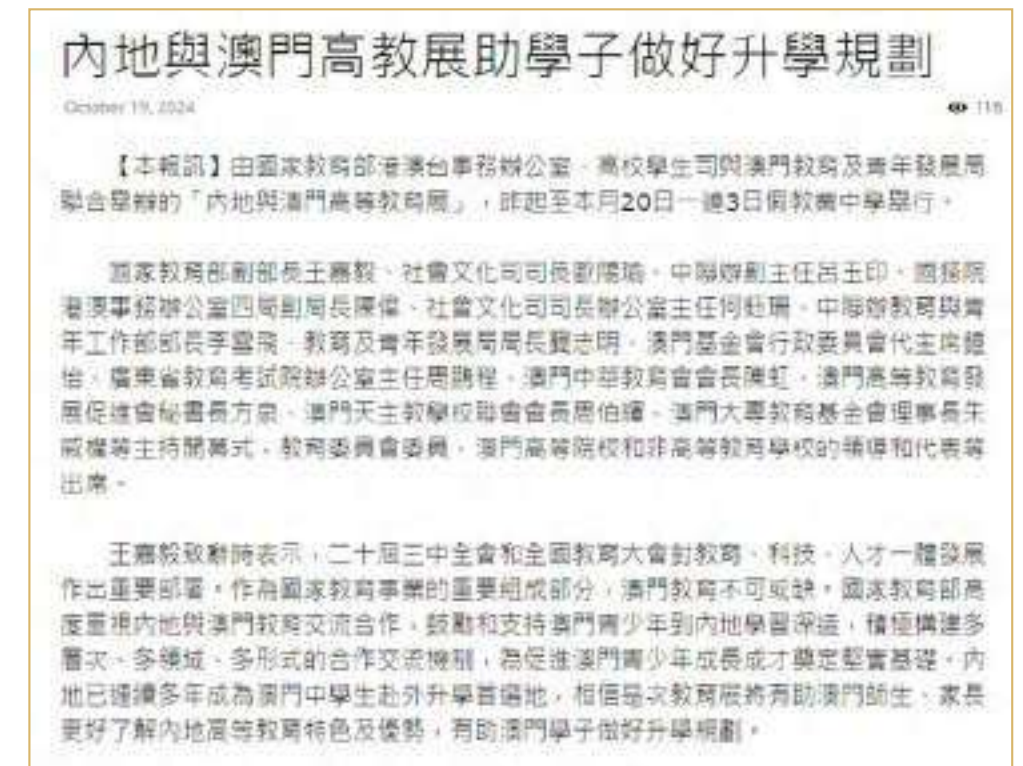 內地與澳門高教展助學子做好升學規劃
October 19, 2024
118
【本報訊】由國家教育部港澳台事務辦公室、高校學生司與澳門教育及青年發展局
聯合舉辦的「內地與澳門高等教育展」，昨起至本月20日一連3日假教業中學舉行。
國家教育部副部長王嘉毅、社會文化司司長歐陽瑜、中聯辦副主任呂玉印、國務院
港澳事務辦公室四局副局長陳偉、社會文化司司長辦公室主任何鈺珊、中聯辦教育與青
年工作部部長李雪飛、教育及青年發展局局長龔志明、澳門基金會行政委員會代主席鍾
怡、廣東省教育考試院辦公室主任周鵬程、澳門中華教育會會長陳虹、澳門高等教育發
展促進會秘書長方泉、澳門天主教學校聯會會長周伯輝、澳門大專教育基金會理事長朱
等主持開幕式。教育委員會委員、澳門高等院校和非高等教育學校的領導和代表等
出席。
王嘉毅致辭時表示，二十屆三中全會和全國教育大會對教育、科技、人才一體發展
作出重要部署。作為國家教育事業的重要組成部分，澳門教育不可或缺。國家教育部高
度重視內地與澳門教育交流合作，鼓勵和支持澳門青少年到內地學習深造，積極構建多
層次、多領域、多形式的合作交流機制，為促進澳門青少年成長成才奠定堅實基礎。內
地已連續多年成為澳門中學生赴外升學首選地，相信是次教育展將有助澳門師生、家長
更好了解內地高等教育特色及優勢，有助澳門學子做好升學規劃。